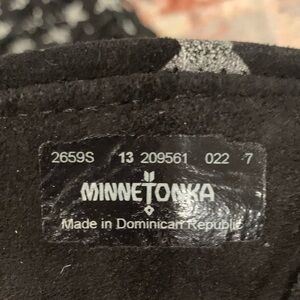 2659S 13 209561 022 7
MINNETONKA
Made in Dominican Republic